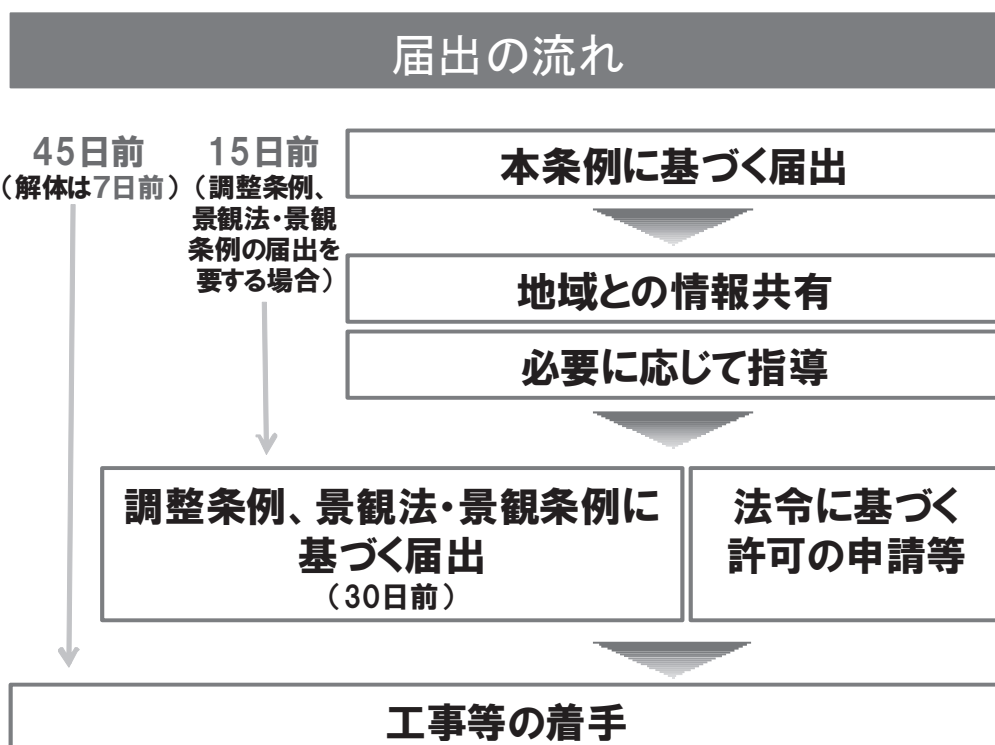 届出の流れ
45日前
（解体は7日前）
15日前
（調整条例、
景観法・景観
条例の届出を
要する場合）
本条例に基づく届出
地域との情報共有
必要に応じて指導
調整条例、景観法・景観条例に
基づく届出
（30日前）
法令に基づく
許可の申請等
工事等の着手